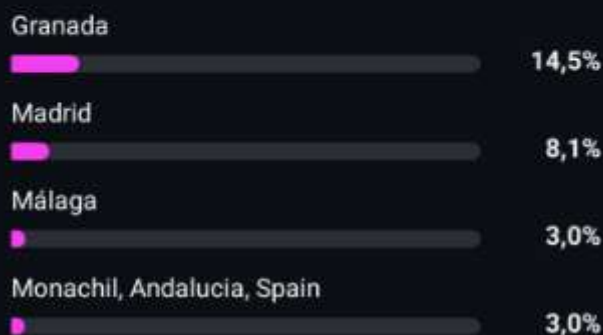 Granada
14,5%
Madrid
8,1%
Málaga
3,0%
Monachil, Andalucia, Spain
3,0%